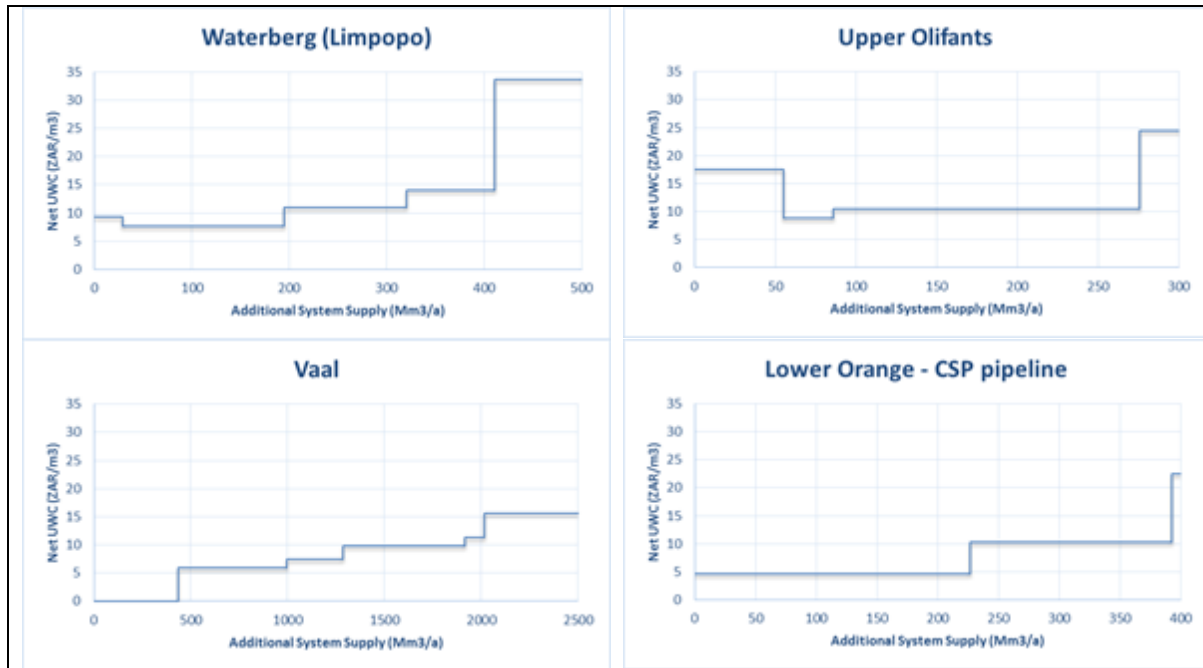 Waterberg (Limpopo)
Net UWC (ZAR/m3)
35
30
25
20
15
10
5
0
0 100 200 300 400 500
Additional System Supply (Mm3/a)
Upper Olifants
Net UWC (ZAR/m3)
35
30
25
20
15
10
5
0
0 50 100 150 200 250 300
Additional System Supply (Mm3/a)
Vaal
Net UWC (ZAR/m3)
35
30
25
20
15
10
5
0
0 500 1000 1500 2000 2500
Additional System Supply (Mm3/a)
Lower Orange - CSP pipeline
Net UWC (ZAR/m3)
35
30
25
20
15
10
5
0
0 50 100 150 200 250 300 350 400
Additional System Supply (Mm3/a)